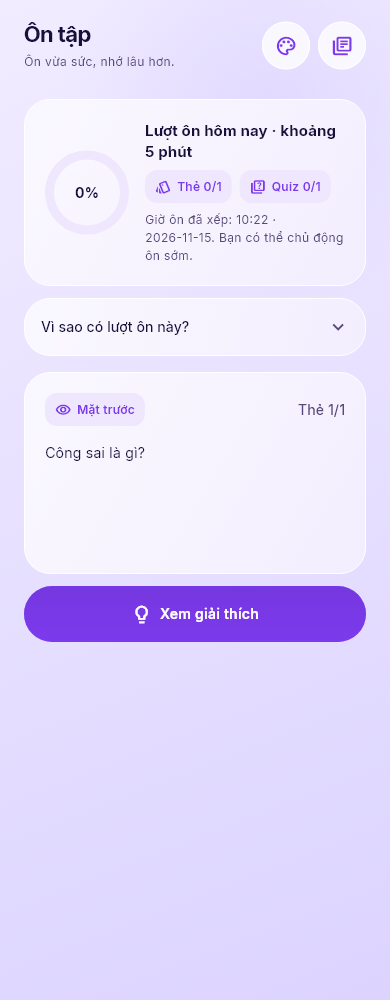 Ôn tập
Ôn vừa sức, nhớ lâu hơn.
Lượt ôn hôm nay · khoảng
5 phút
0%
Thẻ 0/1
Quiz 0/1
Giờ ôn đã xếp: 10:22 ·
2026-11-15. Bạn có thể chủ động
ôn sớm.
Vì sao có lượt ôn này?
Mặt trước
Thẻ 1/1
Công sai là gì?
Xem giải thích